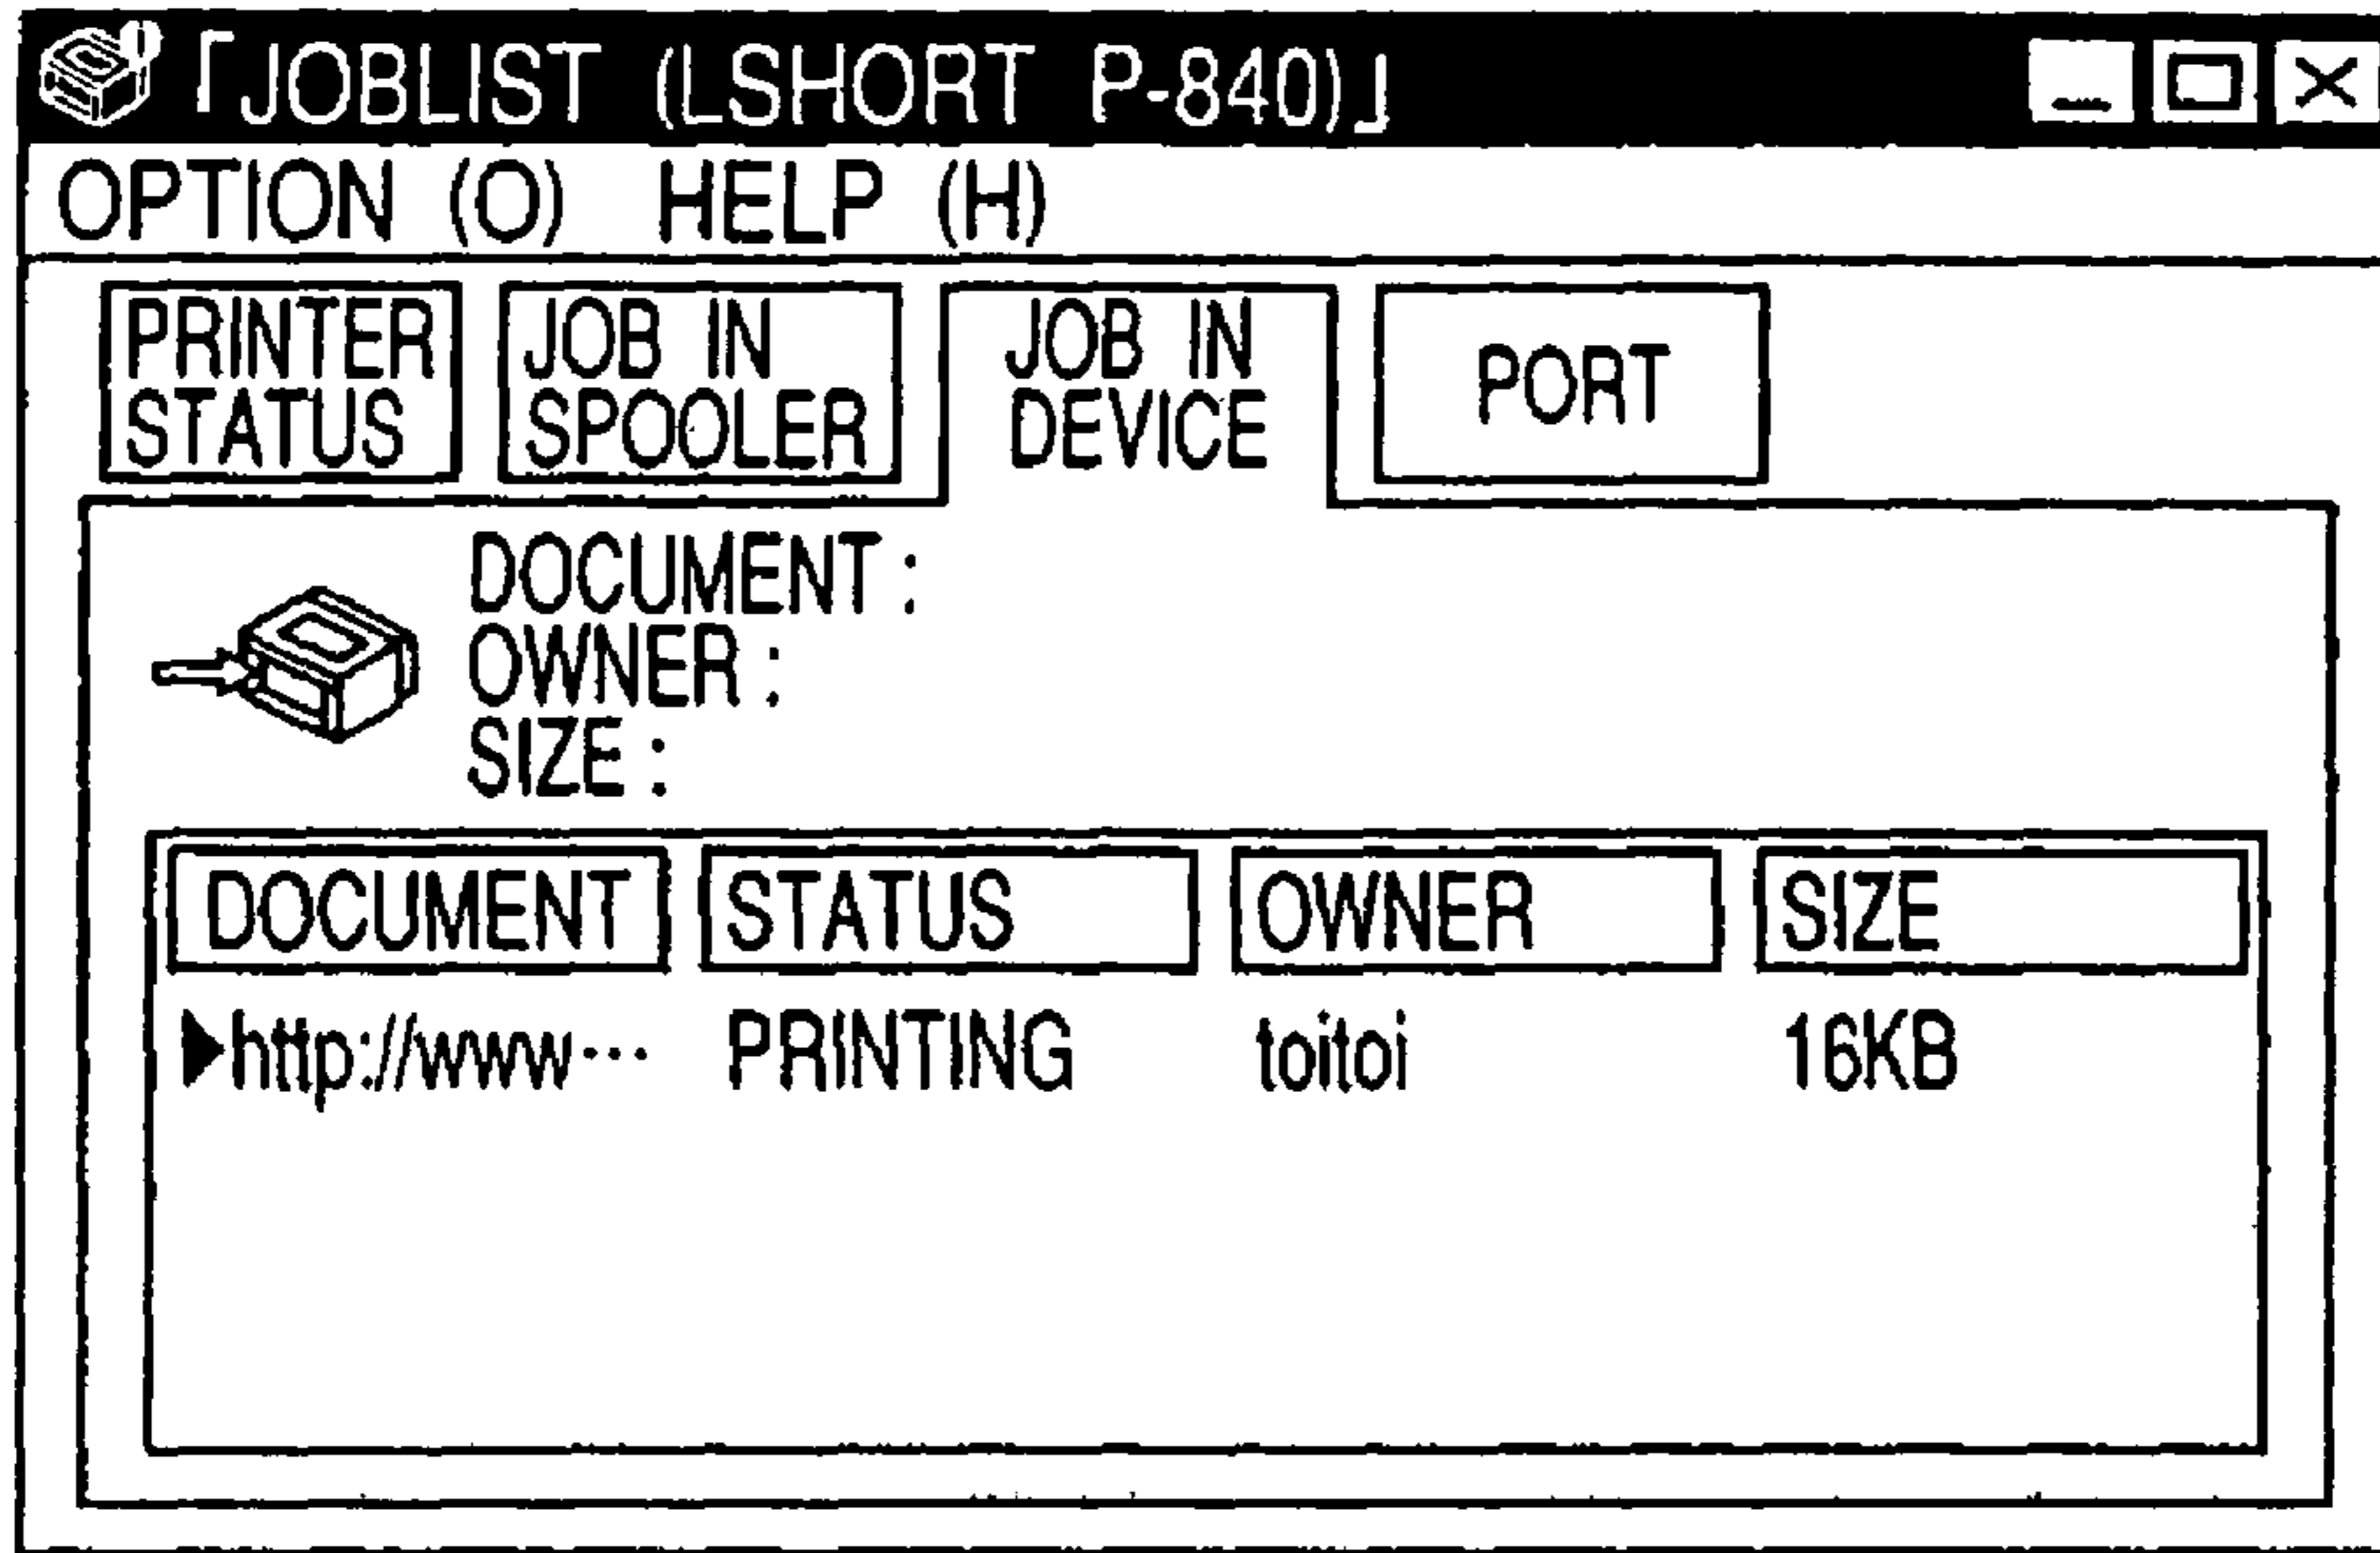 「JOBLIST (LSHORT P-840)」
OPTION (O) HELP (H)
PRINTER STATUS
JOB IN SPOOLER
JOB IN DEVICE
PORT
DOCUMENT :
OWNER :
SIZE :
DOCUMENT STATUS OWNER SIZE
▶http://www··· PRINTING toitoi 16KB